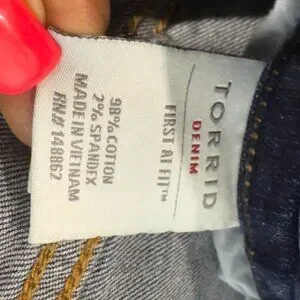 TORRID
DENIM
FIRST AT FIT™
98% COTTON
2% SPANDEX
MADE IN VIETNAM
RN# 148862